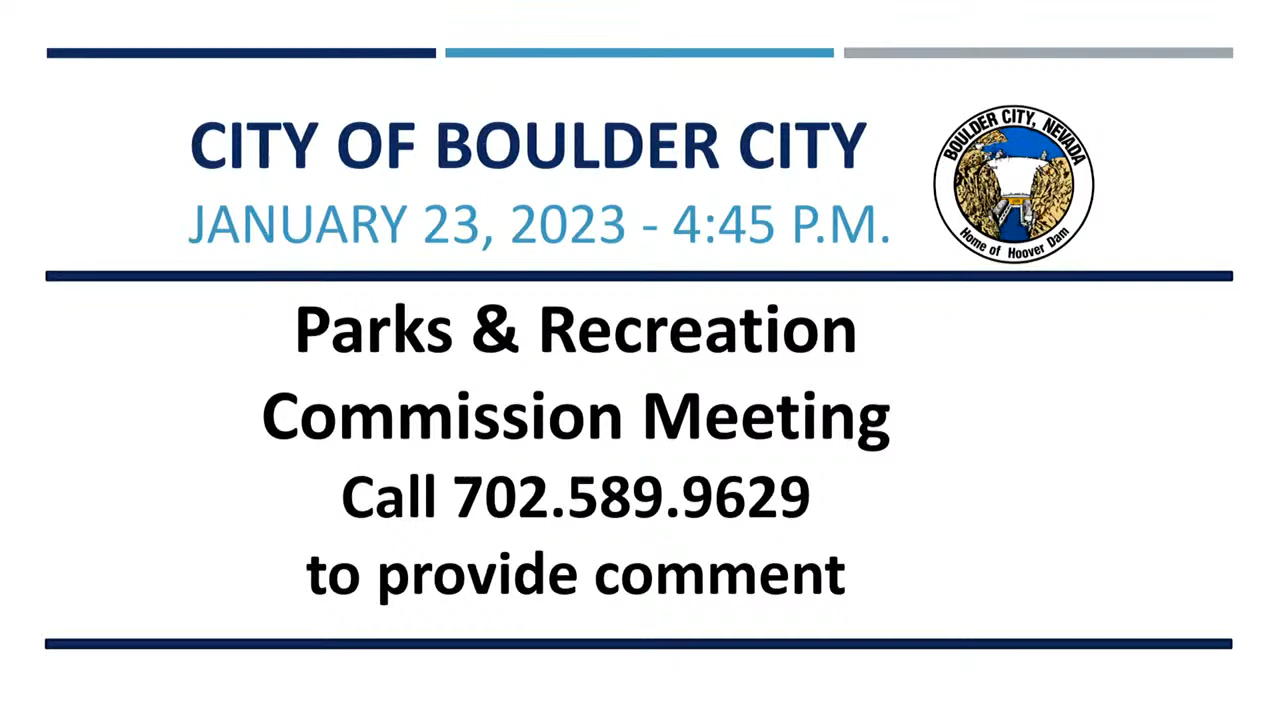 CITY OF BOULDER CITY
JANUARY 23, 2023 - 4:45 P.M.
BOULDER CITY, NEVADA
Home of Hoover Dam
Parks & Recreation
Commission Meeting
Call 702.589.9629
to provide comment